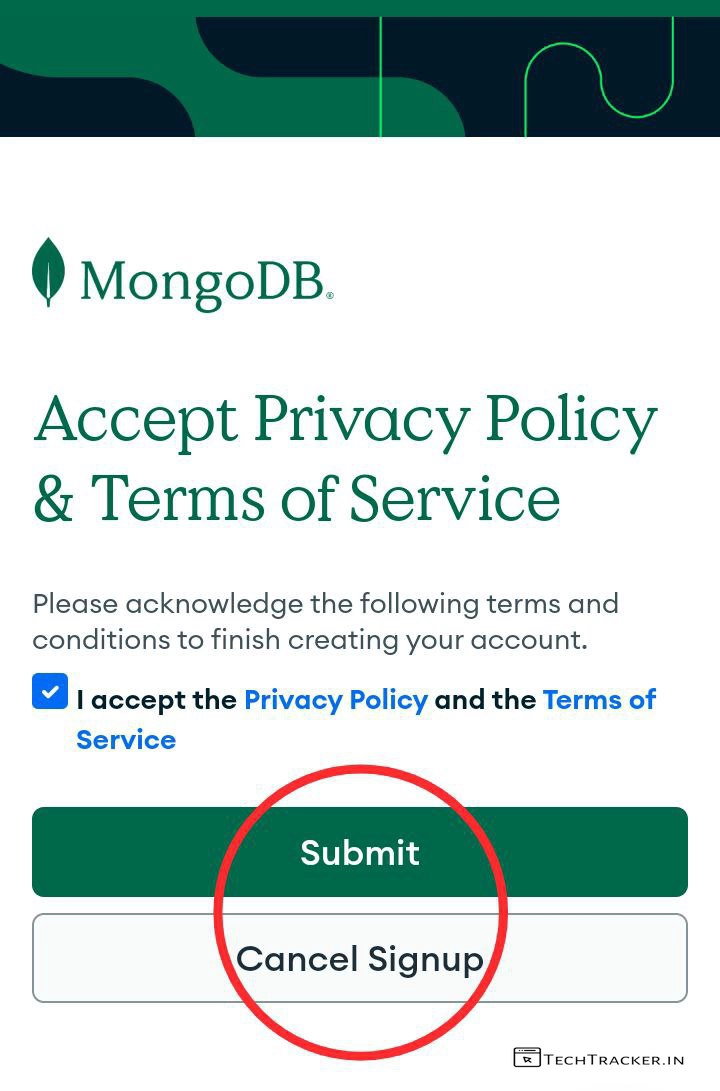 MongoDB®
Accept Privacy Policy
& Terms of Service
Please acknowledge the following terms and
conditions to finish creating your account.
I accept the Privacy Policy and the Terms of
Service
Submit
Cancel Signup
TECHTRACKER.IN